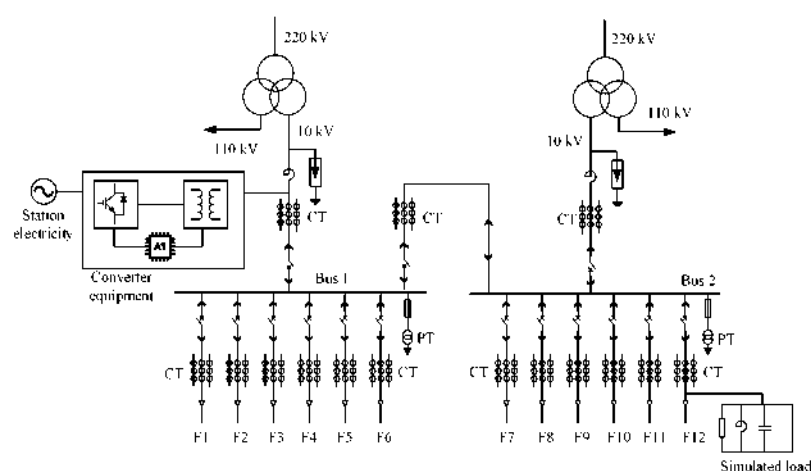 220 kV
220 kV
110 kV
10 kV
10 kV
110 kV
CT
CT
CT
Station
electricity
A1
Converter
equipment
Bus 1
Bus 2
PT
PT
CT
CT
CT
CT
F1 F2 F3 F4 F5 F6
F7 F8 F9 F10 F11 F12
Simulated load